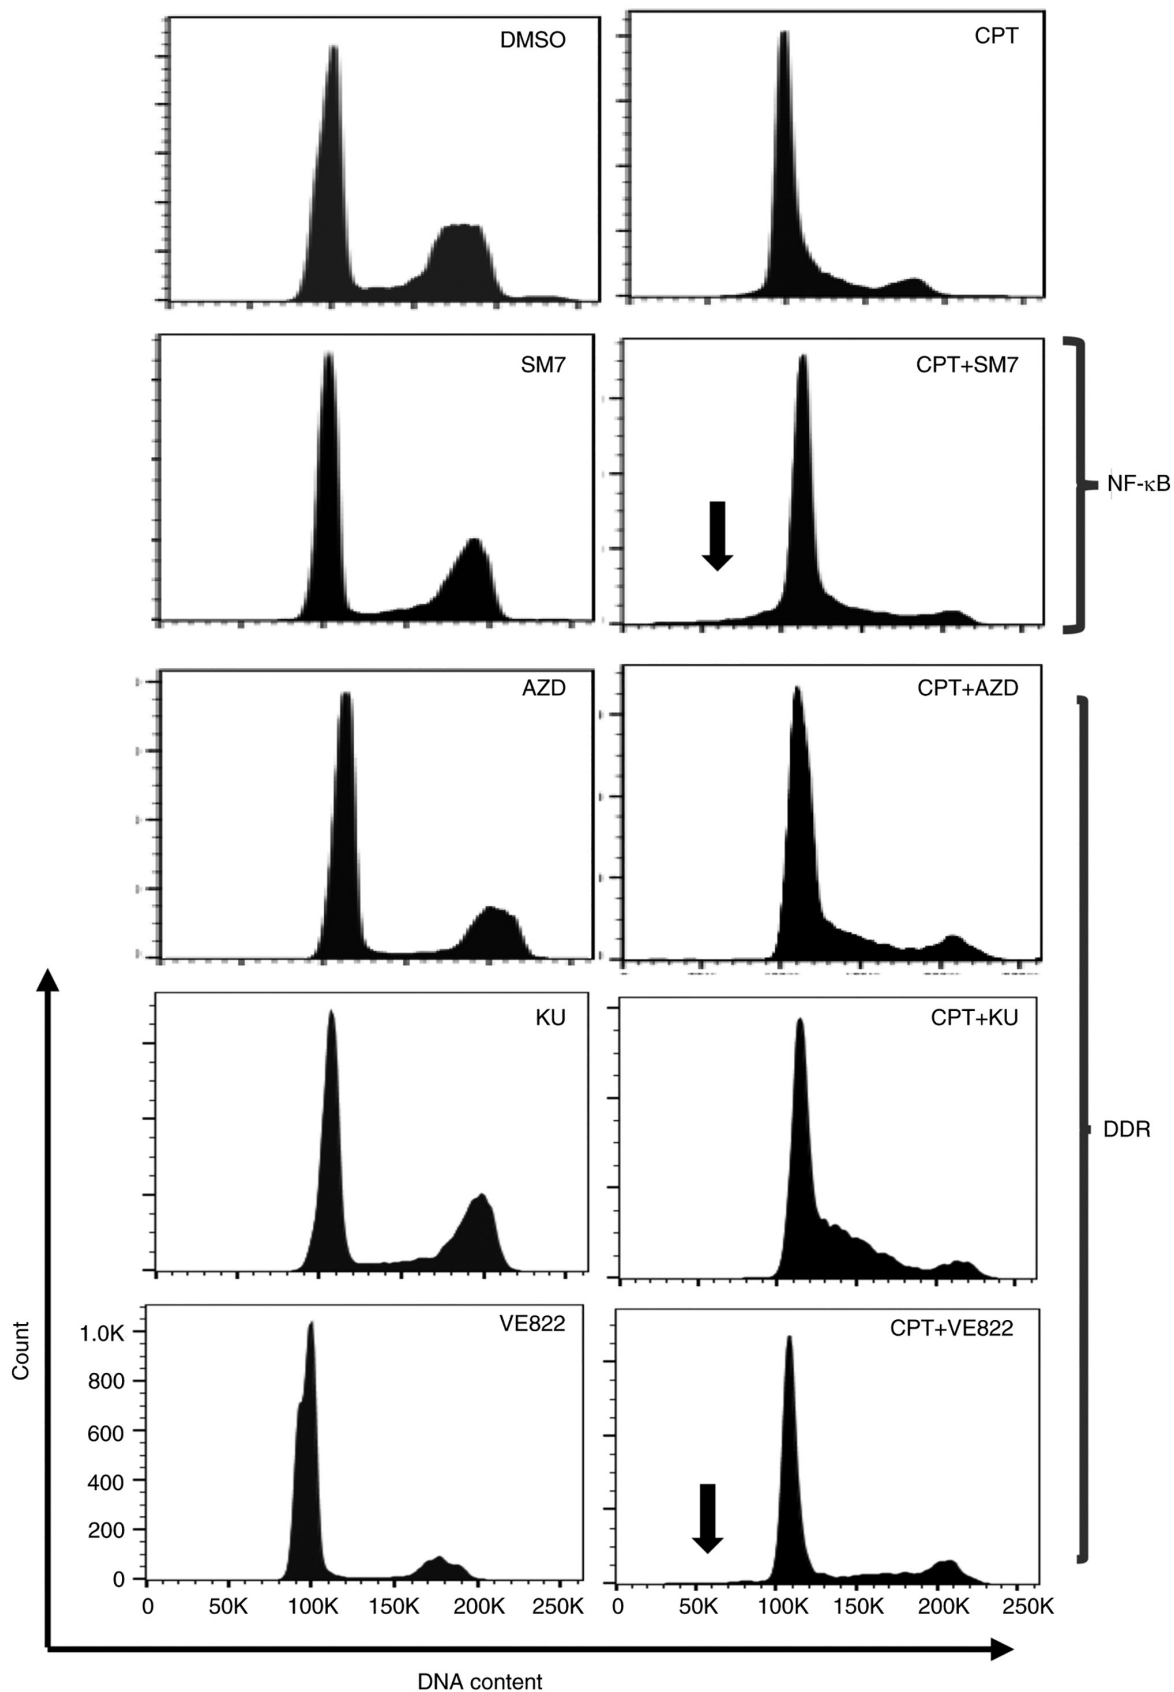 DMSO
CPT
SM7
CPT+SM7
NF-κB
AZD
CPT+AZD
KU
CPT+KU
DDR
VE822
CPT+VE822
Count
1.0K
800
600
400
200
0
0 50K 100K 150K 200K 250K
0 50K 100K 150K 200K 250K
DNA content